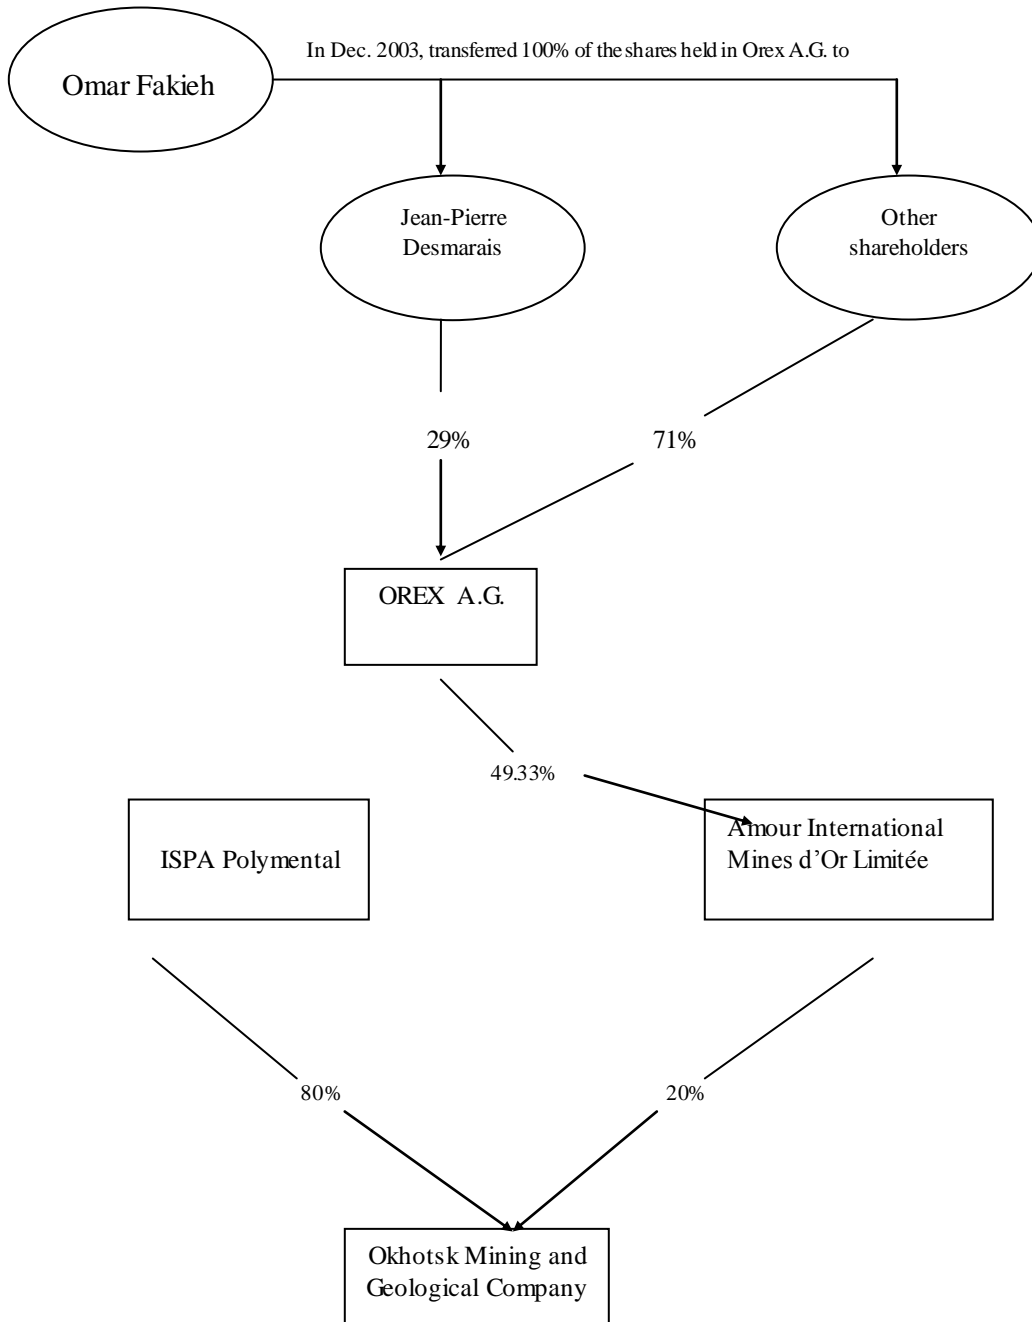 In Dec. 2003, transferred 100% of the shares held in Orex A.G. to
Omar Fakieh
Jean-Pierre
Desmarais
Other
shareholders
29%
71%
OREX A.G.
49.33%
ISPA Polymental
Amour International
Mines d’Or Limitée
80%
20%
Okhotsk Mining and
Geological Company